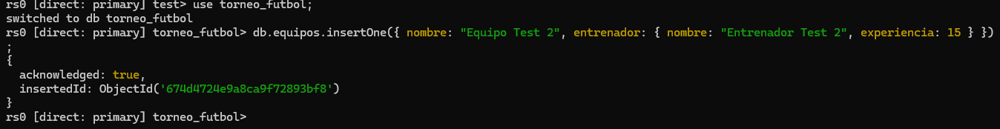 rs0 [direct: primary] test> use torneo_futbol;
switched to db torneo_futbol
rs0 [direct: primary] torneo_futbol> db.equipos.insertOne({ nombre: "Equipo Test 2", entrenador: { nombre: "Entrenador Test 2", experiencia: 15 } })
;
{
  acknowledged: true,
  insertedId: ObjectId('674d4724e9a8ca9f72893bf8')
}
rs0 [direct: primary] torneo_futbol>